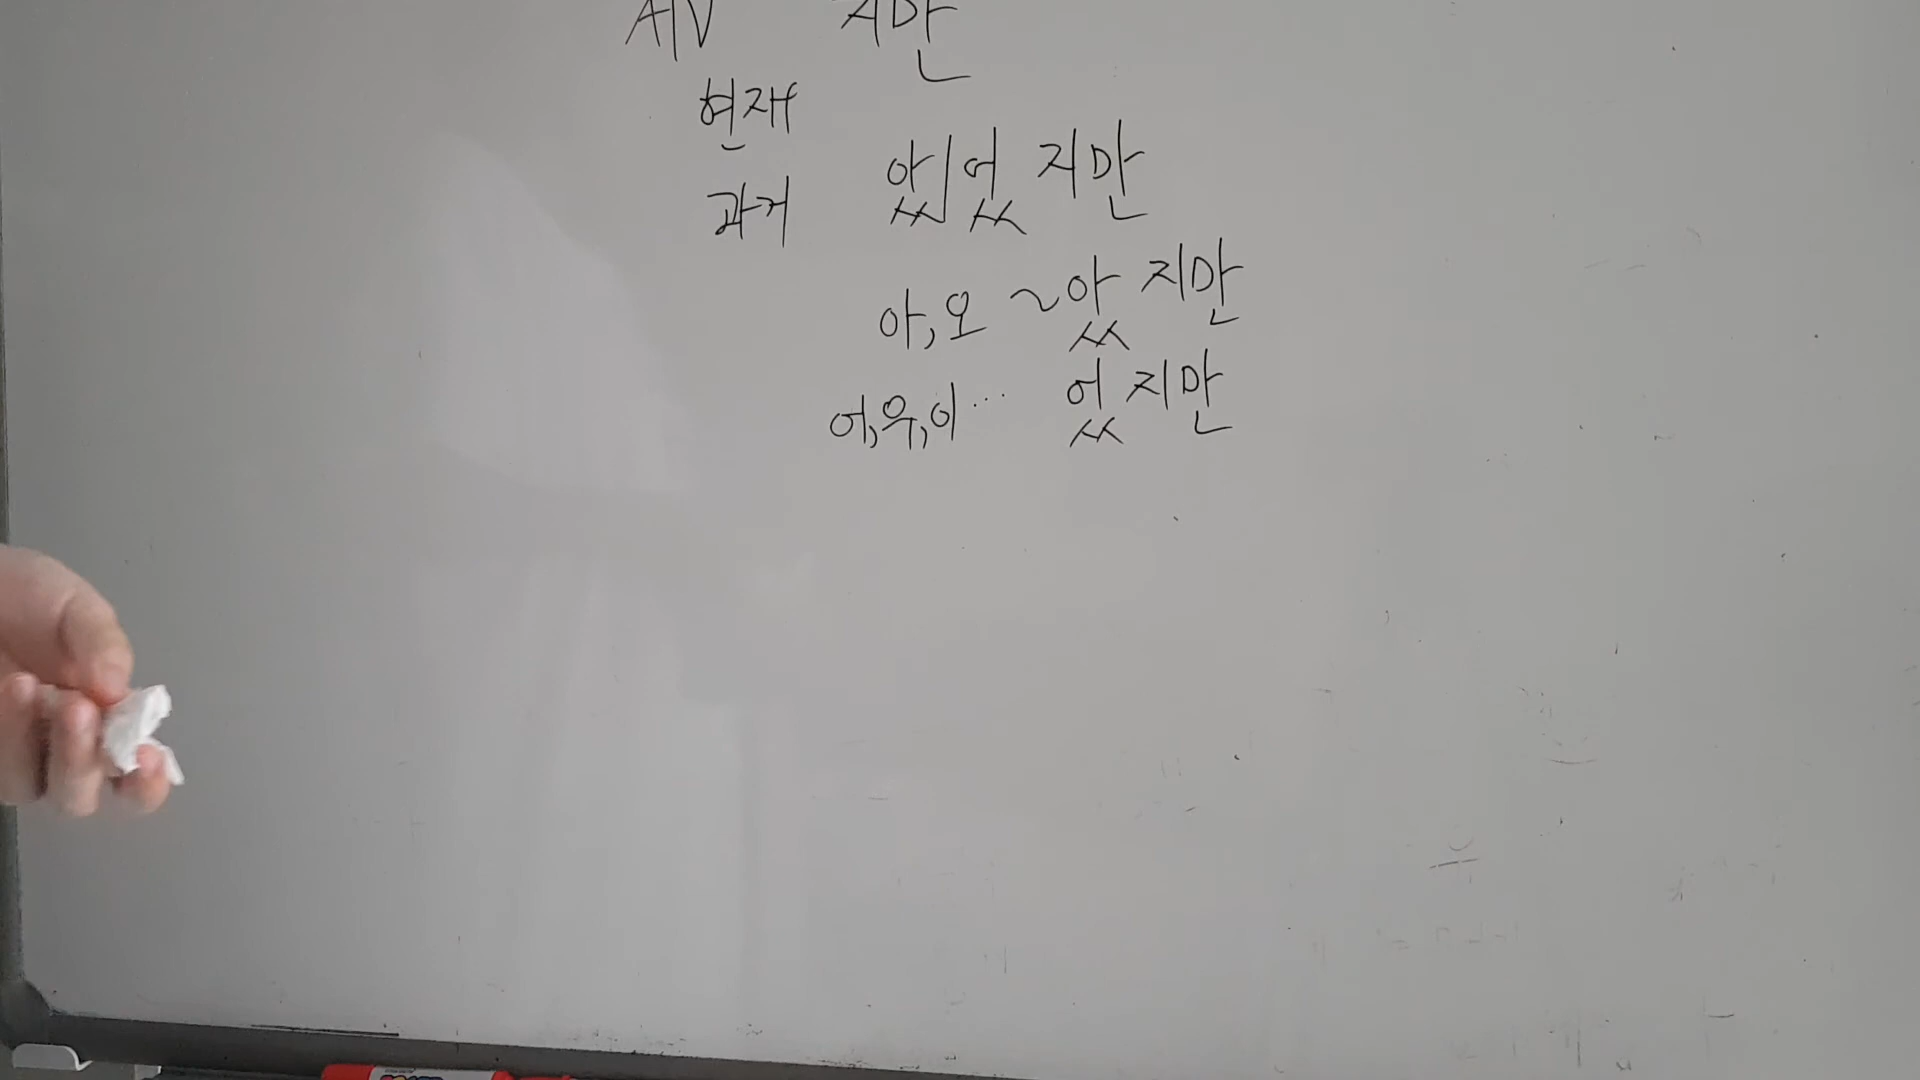 A/V 지만
현재
과거 았/었 지만
아,오 ~았 지만
어,우,이… 었 지만